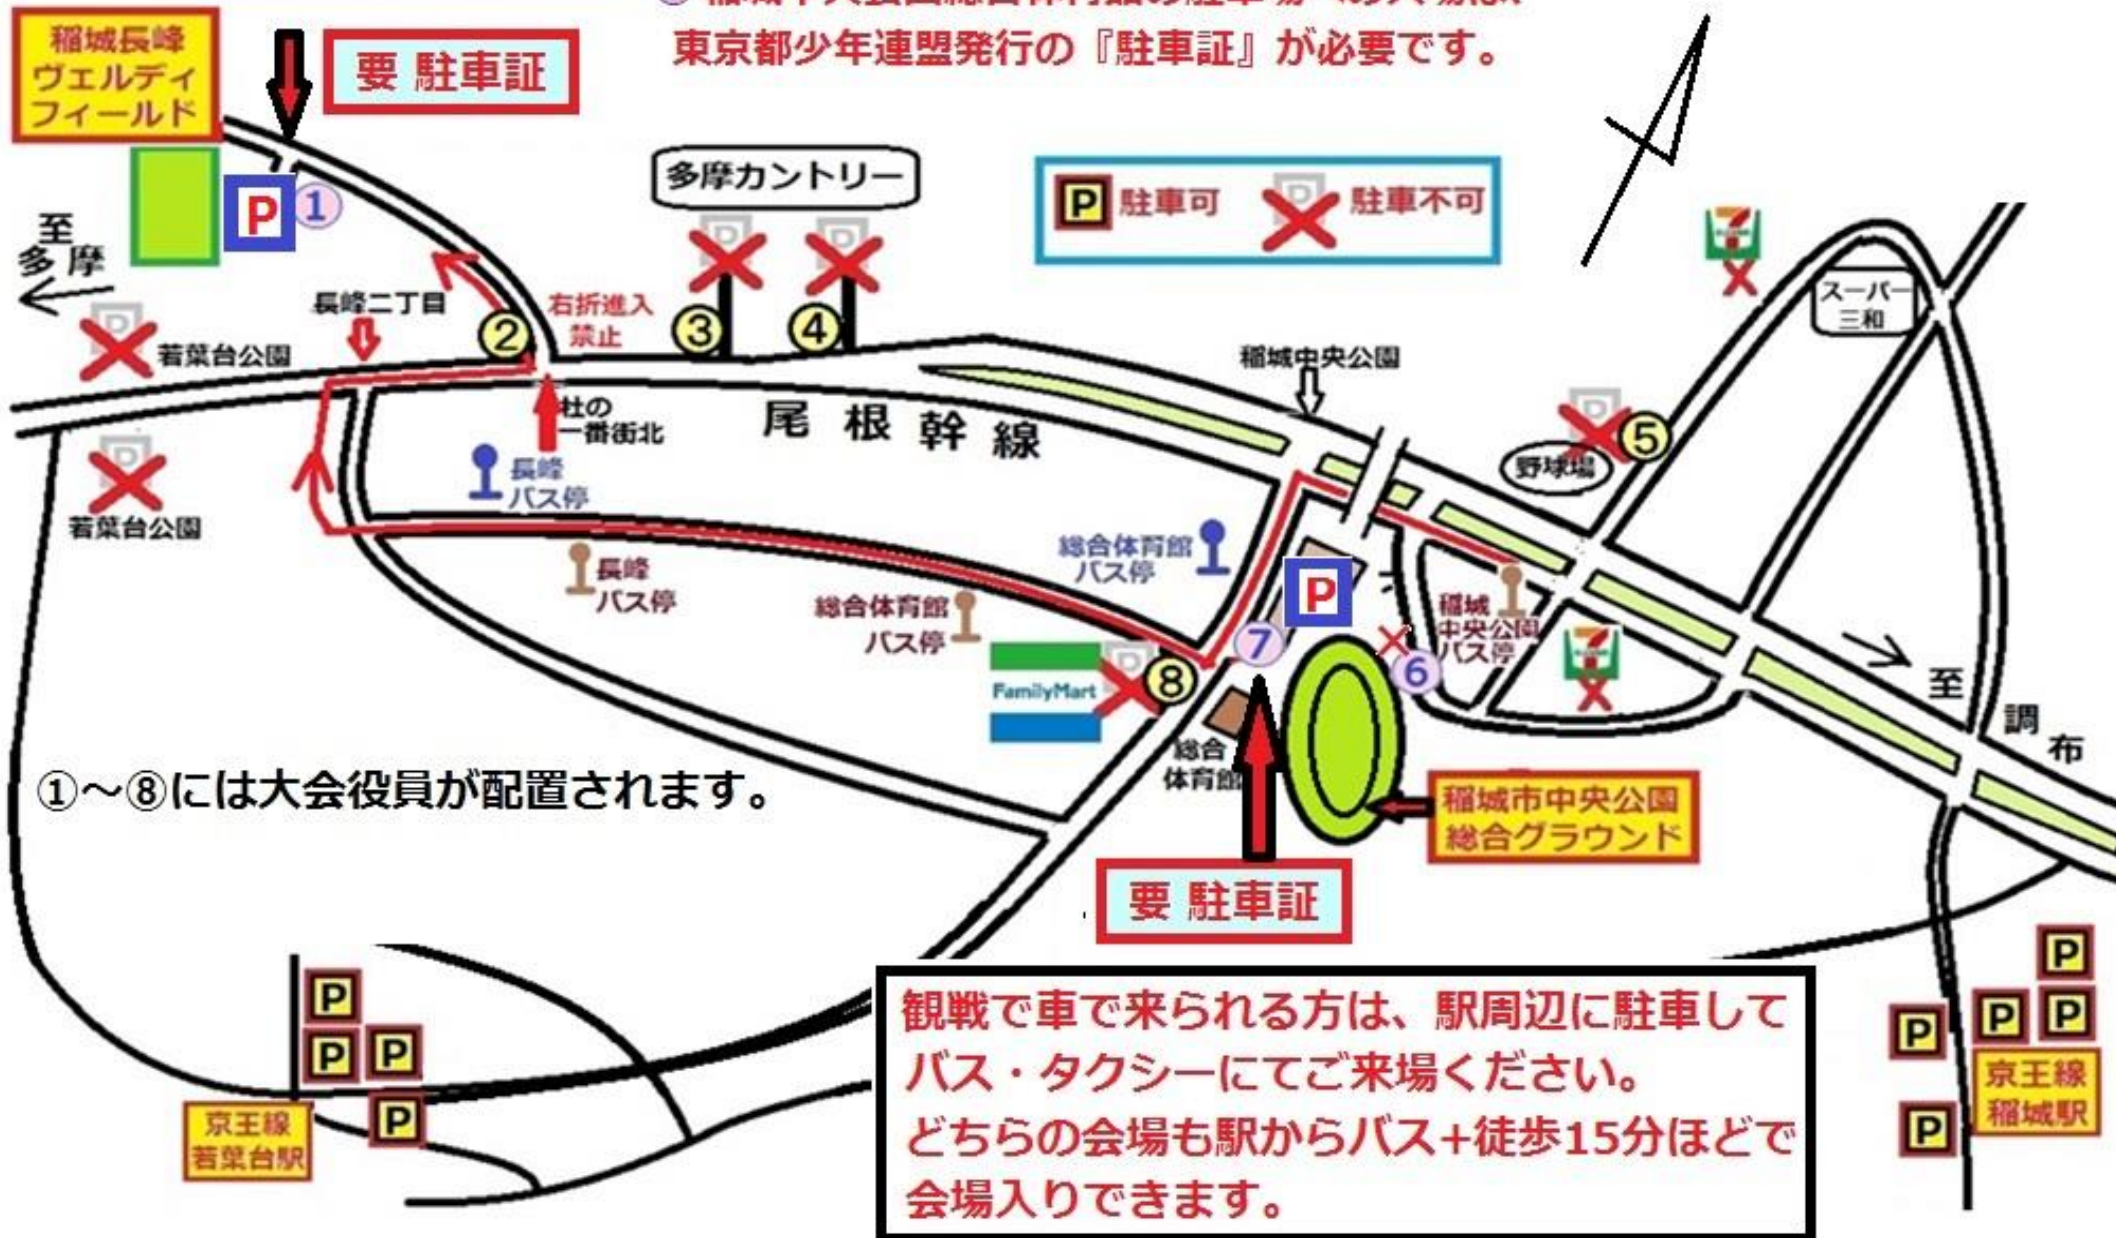 東京都少年連盟発行の『駐車証』が必要です。
稲城長峰
ヴェルディ
フィールド
要 駐車証
多摩カントリー
P 駐車可
P 駐車不可
P
①
至
多摩
長峰二丁目
②
右折進入
禁止
P
③
P
④
7
スーパー
三和
P
若葉台公園
稲城中央公園
杜の
一番街北
尾根幹線
P
⑤
野球場
P
若葉台公園
長峰
バス停
長峰
バス停
総合体育館
バス停
総合体育館
バス停
P
稲城
中央公園
バス停
7
FamilyMart
P
⑧
⑦
⑥
総合
体育館
至
調布
①～⑧には大会役員が配置されます。
稲城市中央公園
総合グラウンド
要 駐車証
観戦で車で来られる方は、駅周辺に駐車して
バス・タクシーにてご来場ください。
どちらの会場も駅からバス+徒歩15分ほどで
会場入りできます。
P
P
P
P
京王線
若葉台駅
P
P
P
P
P
京王線
稲城駅